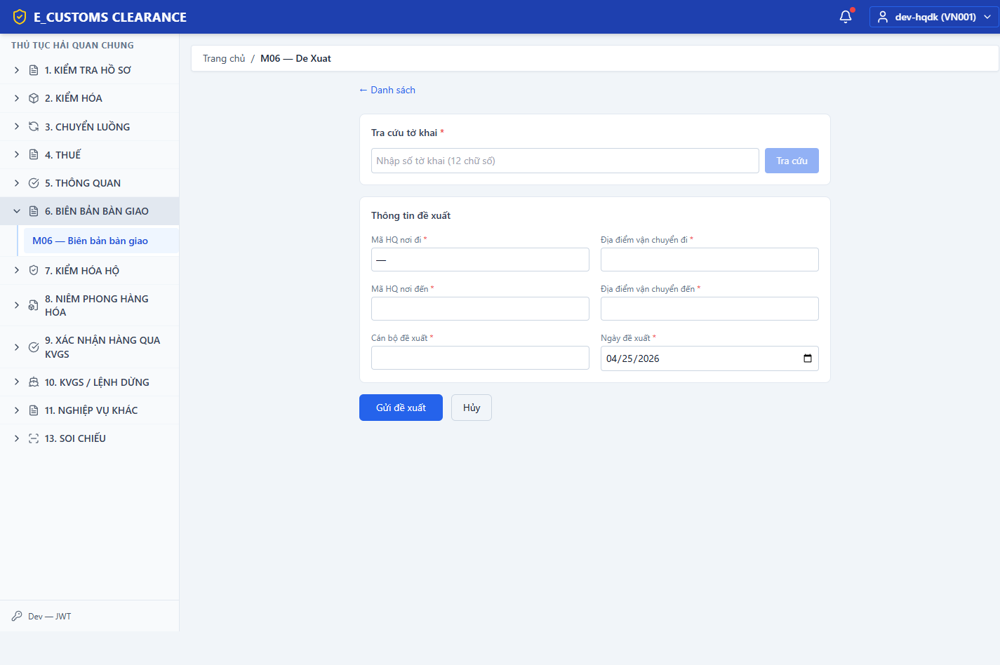 E_CUSTOMS CLEARANCE
dev-hqdk (VN001)
THỦ TỤC HẢI QUAN CHUNG
1. KIỂM TRA HỒ SƠ
2. KIỂM HÓA
3. CHUYỂN LUỒNG
4. THUẾ
5. THÔNG QUAN
6. BIÊN BẢN BÀN GIAO
M06 — Biên bản bàn giao
7. KIỂM HÓA HỘ
8. NIÊM PHONG HÀNG
HÓA
9. XÁC NHẬN HÀNG QUA
KVGS
10. KVGS / LỆNH DỪNG
11. NGHIỆP VỤ KHÁC
13. SOI CHIẾU
Dev — JWT
Trang chủ / M06 — De Xuat
← Danh sách
Tra cứu tờ khai *
Nhập số tờ khai (12 chữ số)
Tra cứu
Thông tin đề xuất
Mã HQ nơi đi *
Địa điểm vận chuyển đi *
—
Mã HQ nơi đến *
Địa điểm vận chuyển đến *
Cán bộ đề xuất *
Ngày đề xuất *
04/25/2026
Gửi đề xuất
Hủy